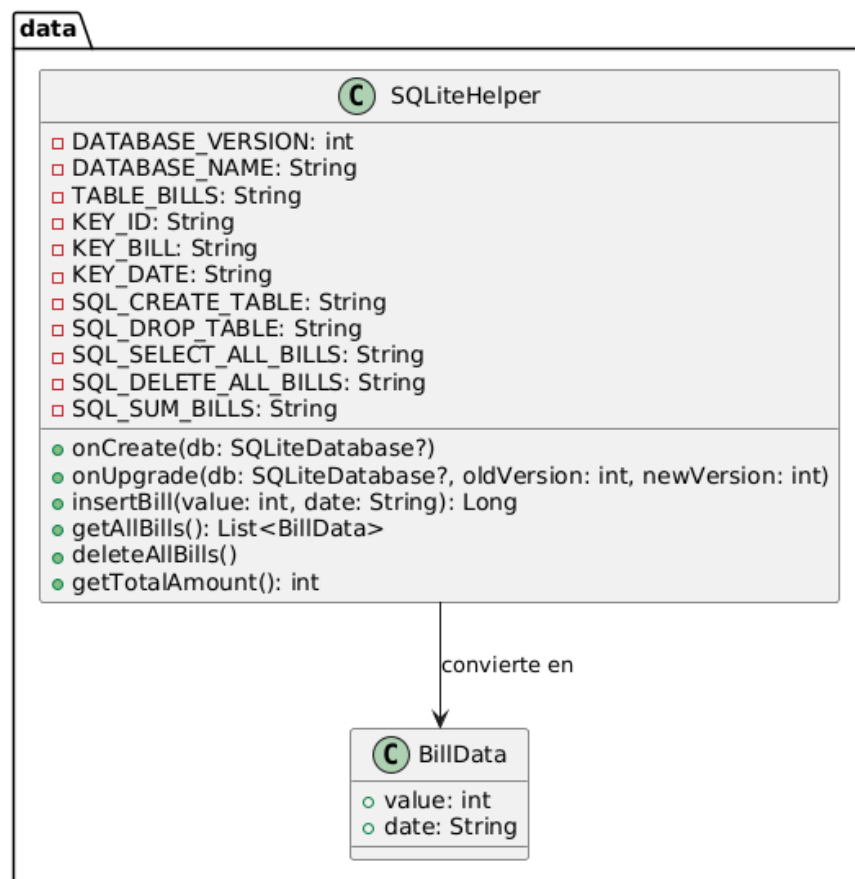 data
C SQLiteHelper
DATABASE_VERSION: int
DATABASE_NAME: String
TABLE_BILLS: String
KEY_ID: String
KEY_BILL: String
KEY_DATE: String
SQL_CREATE_TABLE: String
SQL_DROP_TABLE: String
SQL_SELECT_ALL_BILLS: String
SQL_DELETE_ALL_BILLS: String
SQL_SUM_BILLS: String
onCreate(db: SQLiteDatabase?)
onUpgrade(db: SQLiteDatabase?, oldVersion: int, newVersion: int)
insertBill(value: int, date: String): Long
getAllBills(): List<BillData>
deleteAllBills()
getTotalAmount(): int
convierte en
C BillData
value: int
date: String